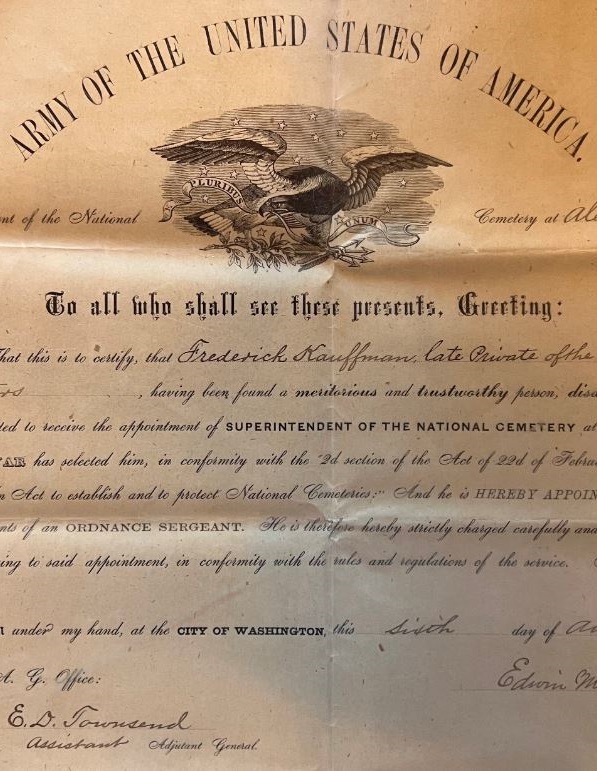 ARMY OF THE UNITED STATES OF AMERICA.
PLURIBUS
UNUM
nt of the National
Cemetery at Ale
To all who shall see these presents, Greeting:
hat this is to certify, that Frederick Kauffman, late Private of the
rs , having been found a meritorious and trustworthy person, disa
ted to receive the appointment of SUPERINTENDENT OF THE NATIONAL CEMETERY at
AR has selected him, in conformity with the 2d section of the Act of 22d of Februa
n Act to establish and to protect National Cemeteries:" And he is HEREBY APPOIN
nts of an ORDNANCE SERGEANT. He is therefore hereby strictly charged carefully and
ing to said appointment, in conformity with the rules and regulations of the service.
under my hand, at the CITY OF WASHINGTON, this sixth day of Au
A. G. Office:
Edwin M
E. D. Townsend
Assistant Adjutant General.